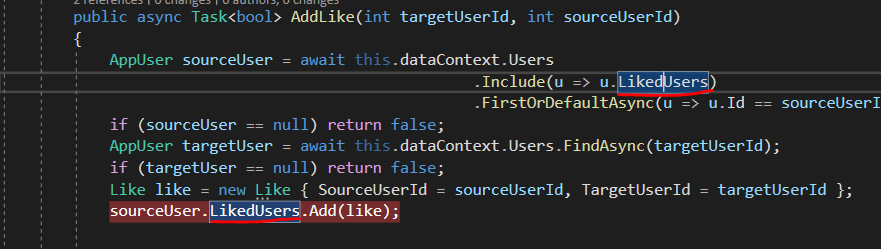 2 references | 0 changes | 0 authors, 0 changes
public async Task<bool> AddLike(int targetUserId, int sourceUserId)
{
AppUser sourceUser = await this.dataContext.Users
.Include(u => u.LikedUsers)
.FirstOrDefaultAsync(u => u.Id == sourceUserI
if (sourceUser == null) return false;
AppUser targetUser = await this.dataContext.Users.FindAsync(targetUserId);
if (targetUser == null) return false;
Like like = new Like { SourceUserId = sourceUserId, TargetUserId = targetUserId };
sourceUser.LikedUsers.Add(like);